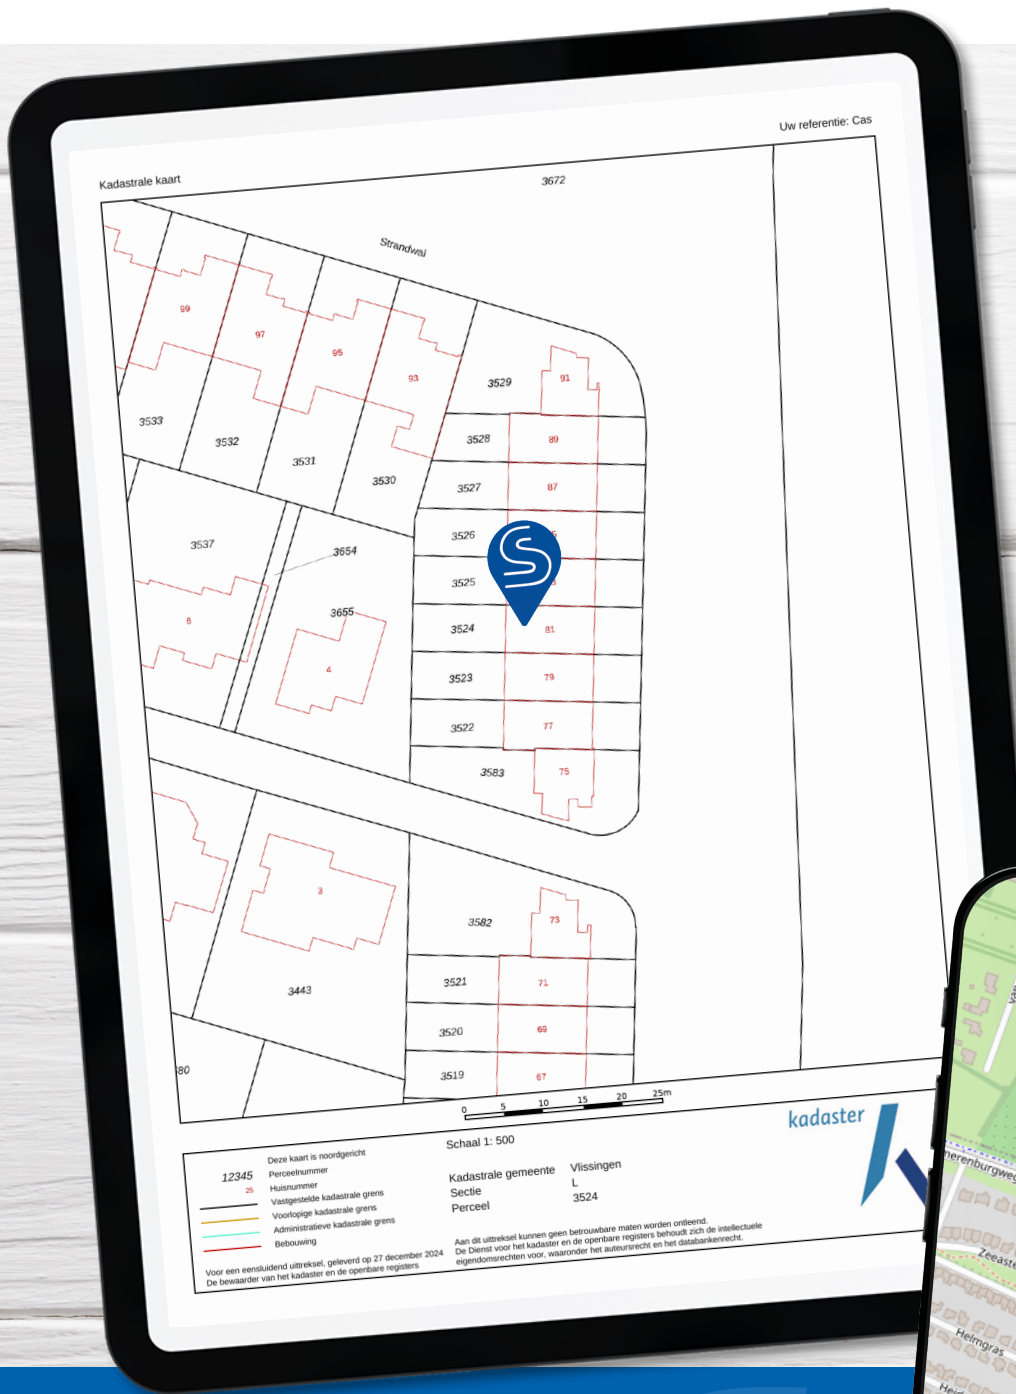 Uw referentie: Cas
Kadastrale kaart
3672
Strandwal
99
97
95
93
91
3529
3533
3532
3531
3530
3528
89
3527
87
3526
3525
3524
81
3523
79
3522
77
3583
75
3537
3654
3655
6
4
3
3443
3582
73
3521
71
3520
69
3519
67
80
0 5 10 15 20 25m
Schaal 1: 500
kadaster
Deze kaart is noordgericht
12345 Perceelnummer
25 Huisnummer
Vastgestelde kadastrale grens
Voorlopige kadastrale grens
Administratieve kadastrale grens
Bebouwing
Kadastrale gemeente Vlissingen
Sectie L
Perceel 3524
Voor een eensluidend uittreksel, geleverd op 27 december 2024
De bewaarder van het kadaster en de openbare registers
Aan dit uittreksel kunnen geen betrouwbare maten worden ontleend.
De Dienst voor het kadaster en de openbare registers behoudt zich de intellectuele
eigendomsrechten voor, waaronder het auteursrecht en het databankenrecht.
merenburgweg
Zeeaste
Helmgras